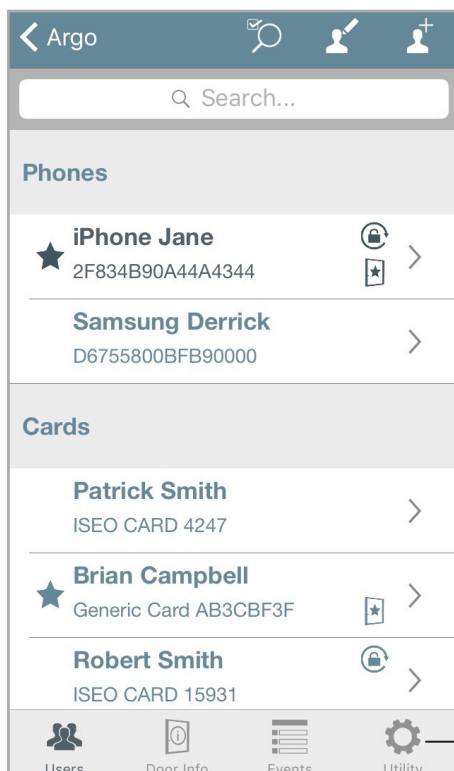 Argo
Search...
Phones
iPhone Jane
2F834B90A44A4344
Samsung Derrick
D6755800BFB90000
Cards
Patrick Smith
ISEO CARD 4247
Brian Campbell
Generic Card AB3CBF3F
Robert Smith
ISEO CARD 15931
Users Door Info Events Utility